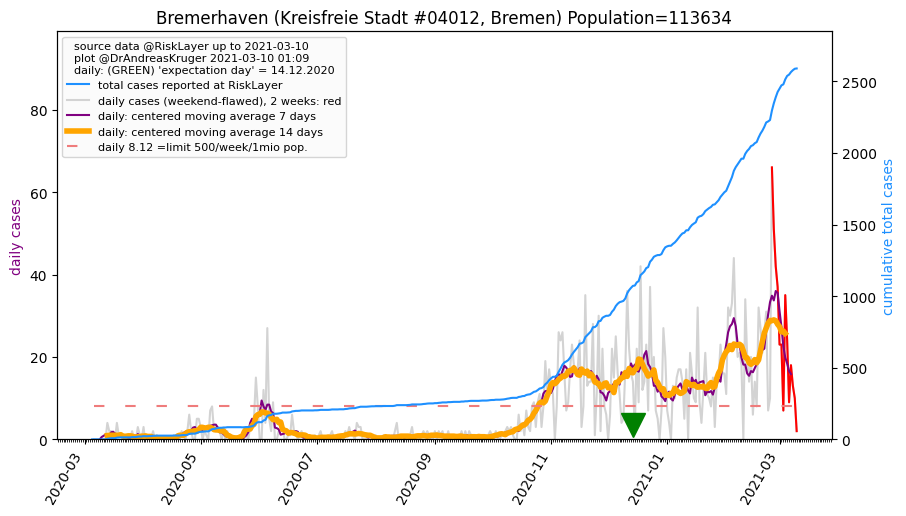 Bremerhaven (Kreisfreie Stadt #04012, Bremen) Population=113634
source data @RiskLayer up to 2021-03-10
plot @DrAndreasKruger 2021-03-10 01:09
daily: (GREEN) 'expectation day' = 14.12.2020
total cases reported at RiskLayer
daily cases (weekend-flawed), 2 weeks: red
daily: centered moving average 7 days
daily: centered moving average 14 days
daily 8.12 =limit 500/week/1mio pop.
daily cases
80
60
40
20
0
cumulative total cases
2500
2000
1500
1000
500
0
2020-03
2020-05
2020-07
2020-09
2020-11
2021-01
2021-03